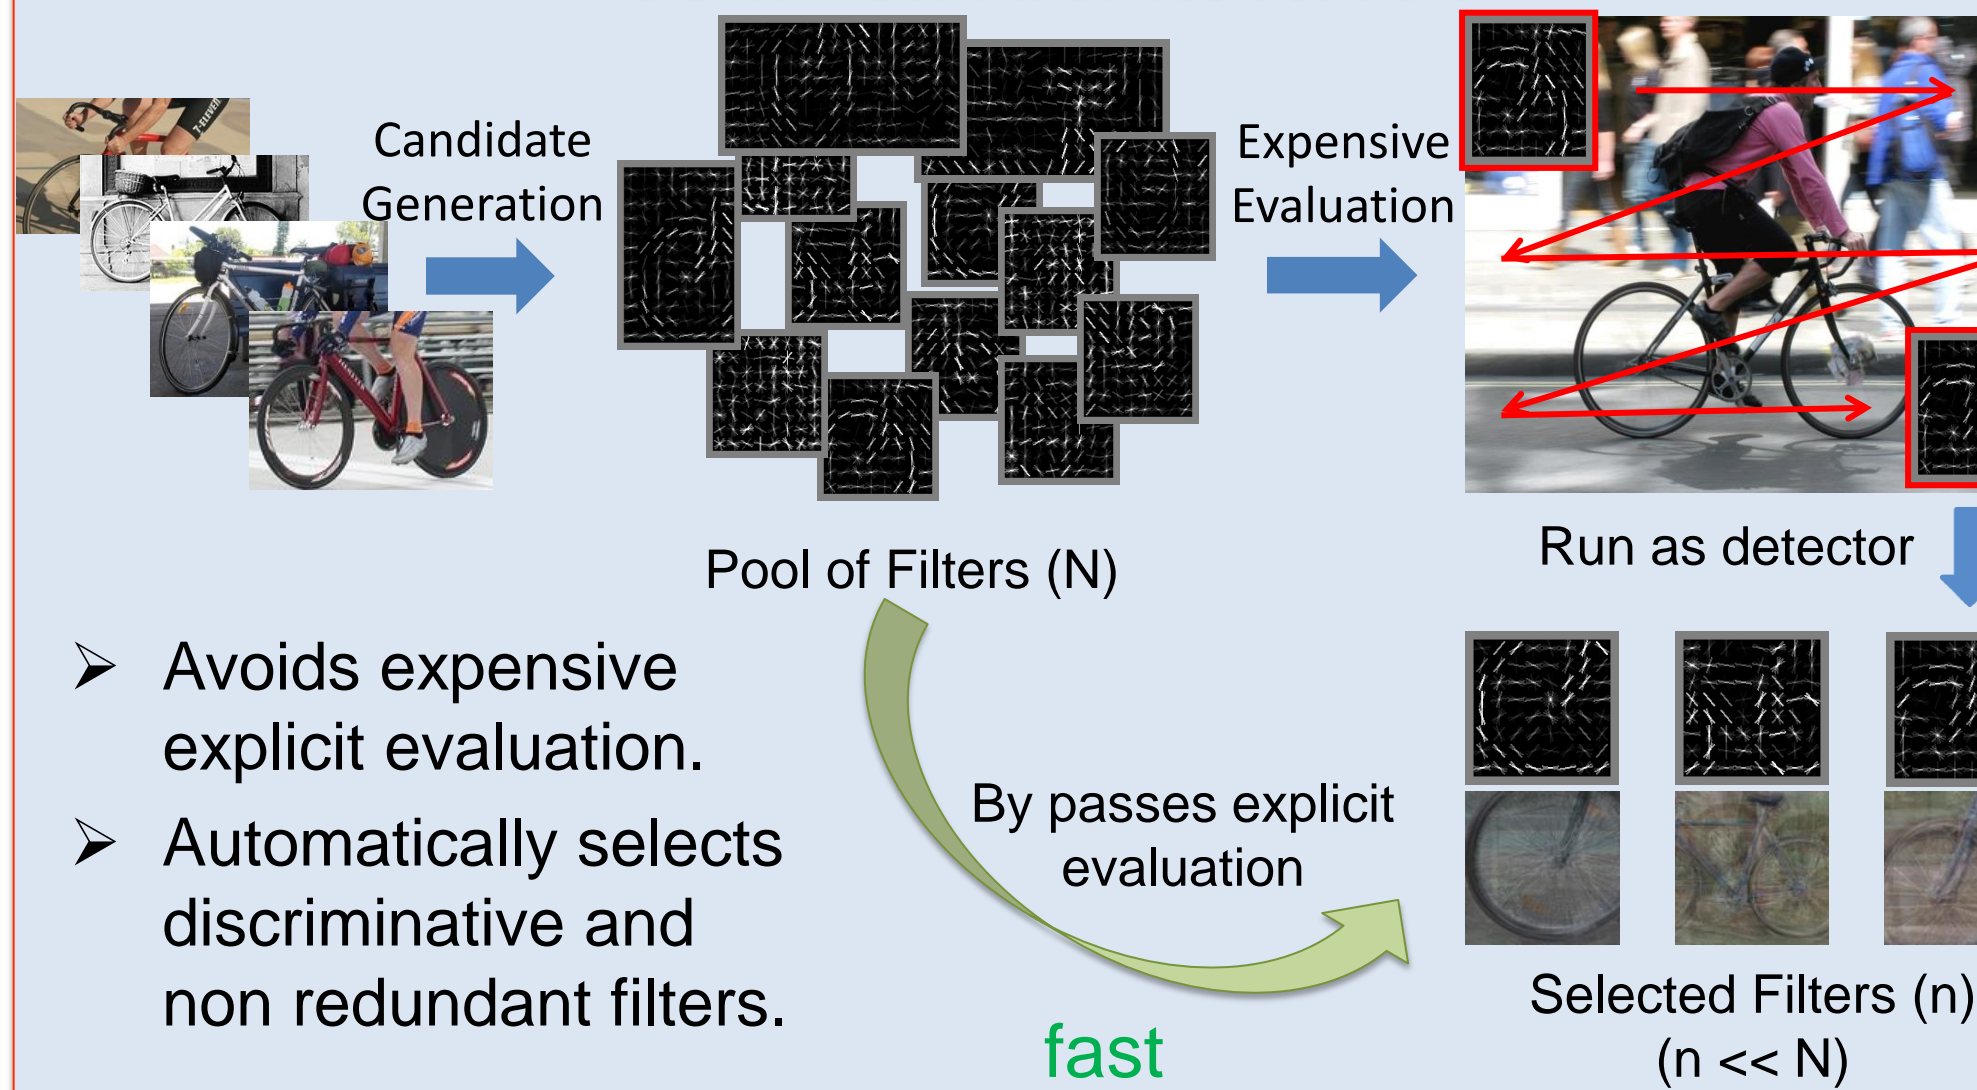 Candidate
Generation
Expensive
Evaluation
T-ELEVEN
Pool of Filters (N)
Run as detector
➢ Avoids expensive
explicit evaluation.
➢ Automatically selects
discriminative and
non redundant filters.
By passes explicit
evaluation
fast
Selected Filters (n)
(n << N)